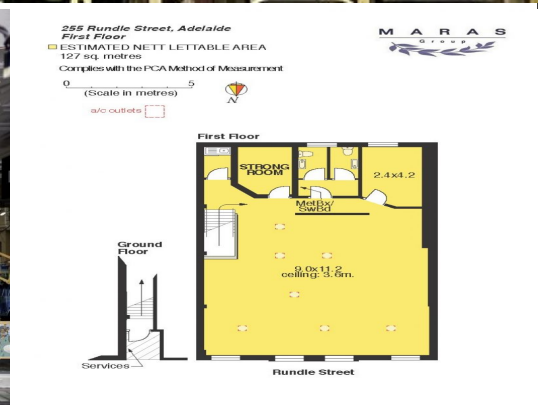 255 Rundle Street, Adelaide
First Floor
ESTIMATED NETT LETTABLE AREA
127 sq. metres
Complies with the PCA Method of Measurement
0 5
(Scale in metres)
N
a/c outlets
MARAS
Group
First Floor
STRONG
ROOM
2.4x4.2
MetBx/
SwBd
9.0x11.2
ceiling: 3.6m.
Ground
Floor
Services
Rundle Street